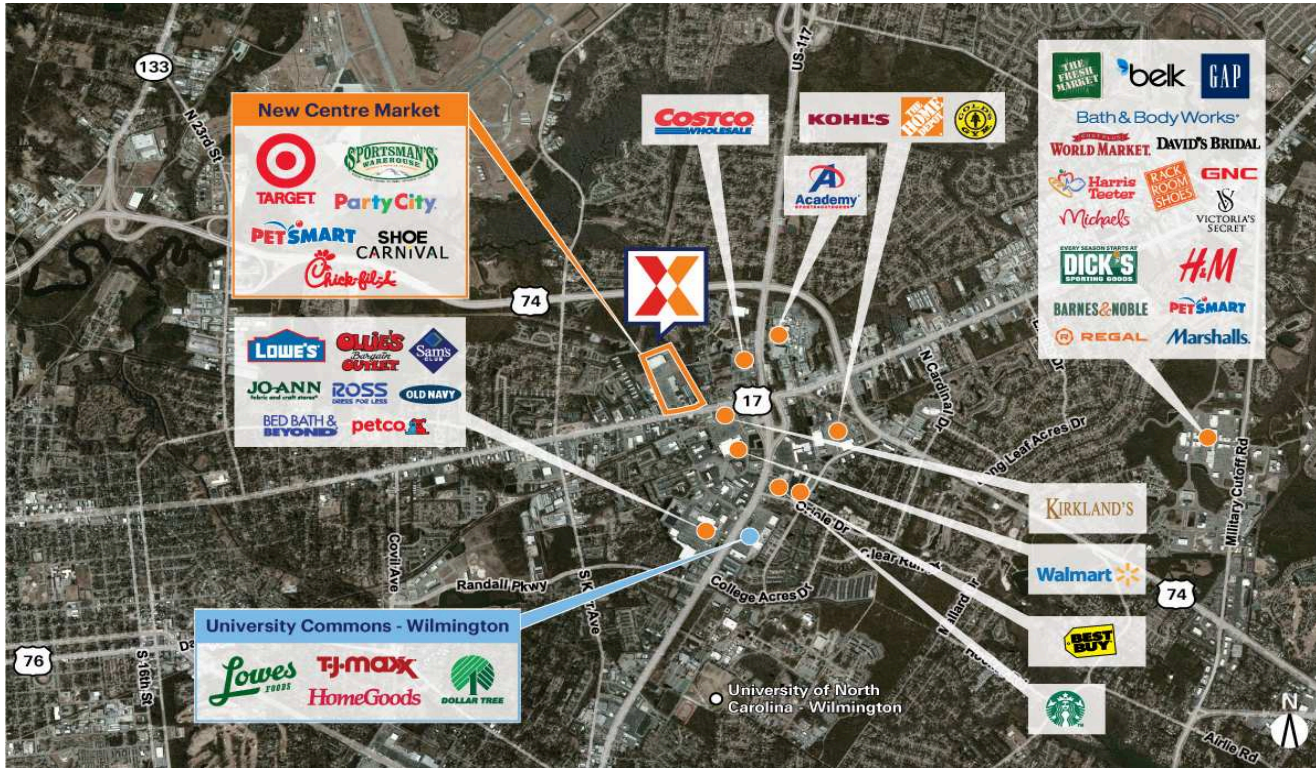 133
N 23rd St
US-117
New Centre Market
TARGET
SPORTSMAN'S
WAREHOUSE
Party City
PETSMART
SHOE
CARNIVAL
Chick-fil-A
COSTCO
WHOLESALE
KOHL'S
THE
HOME
DEPOT
GOLD'S
GYM
Academy
SPORTS+OUTDOORS
THE
FRESH
MARKET
belk
GAP
Bath & Body Works
WORLD MARKET
DAVID'S BRIDAL
Harris
Teeter
RACK
ROOM
SHOES
GNC
Michaels
VS
VICTORIA'S
SECRET
EVERY SEASON STARTS AT
DICK'S
SPORTING GOODS
H&M
BARNES&NOBLE
PETSMART
R REGAL
Marshalls.
74
LOWE'S
OLLIE'S
Bargain
OUTLET
Sam's
CLUB
JO-ANN
fabric and craft stores
ROSS
DRESS FOR LESS
OLD NAVY
BED BATH &
BEYOND
petco
17
N Cardinal Dr
Long Leaf Acres Dr
Military Cutoff Rd
KIRKLAND'S
Oriole Dr
Covil Ave
Randall Pkwy
S Kerr Ave
College Acres Dr
Walmart
74
University Commons - Wilmington
76
S 16th St
Lowes
FOODS
T·J·maxx
HomeGoods
DOLLAR TREE
BEST
BUY
University of North
Carolina - Wilmington
N
Airlie Rd